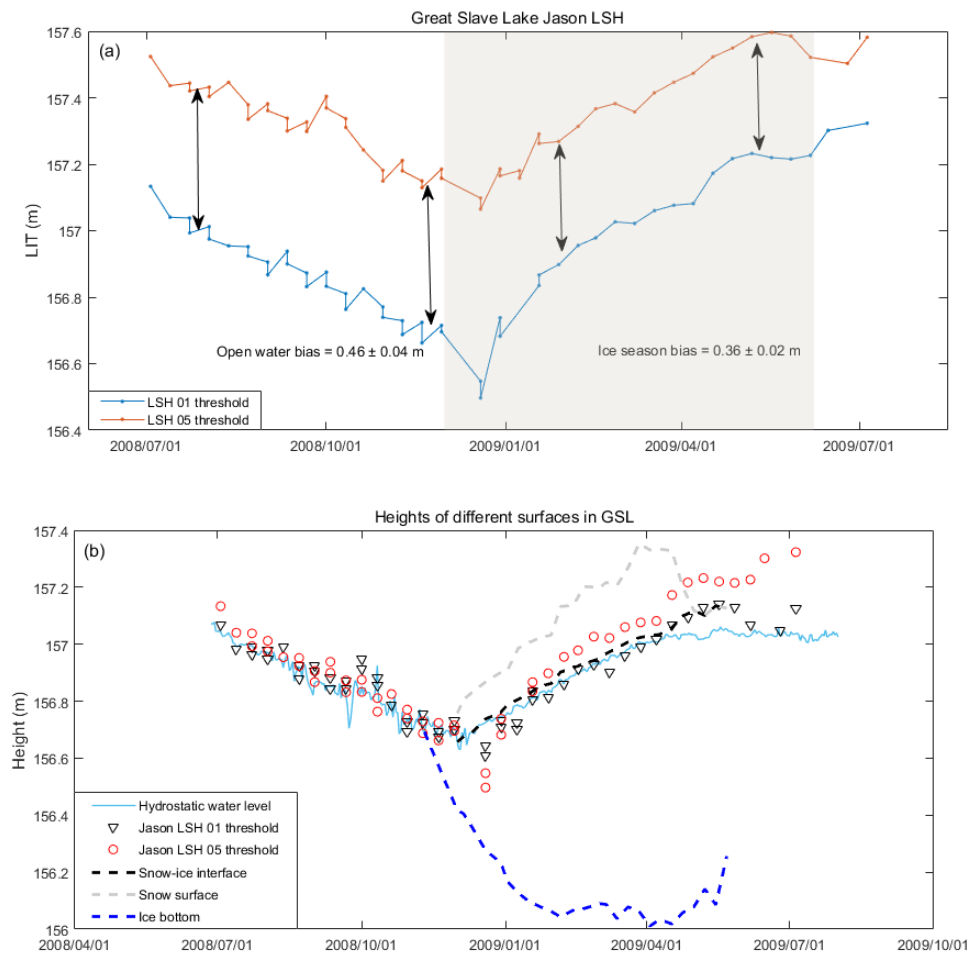 Great Slave Lake Jason LSH
157.6
(a)
157.4
157.2
157
156.8
156.6
156.4
LIT (m)
Open water bias = 0.46 ± 0.04 m
Ice season bias = 0.36 ± 0.02 m
LSH 01 threshold
LSH 05 threshold
2008/07/01 2008/10/01 2009/01/01 2009/04/01 2009/07/01
Heights of different surfaces in GSL
157.4
(b)
157.2
157
156.8
156.6
156.4
156.2
156
Height (m)
Hydrostatic water level
Jason LSH 01 threshold
Jason LSH 05 threshold
Snow-ice interface
Snow surface
Ice bottom
2008/04/01 2008/07/01 2008/10/01 2009/01/01 2009/04/01 2009/07/01 2009/10/01